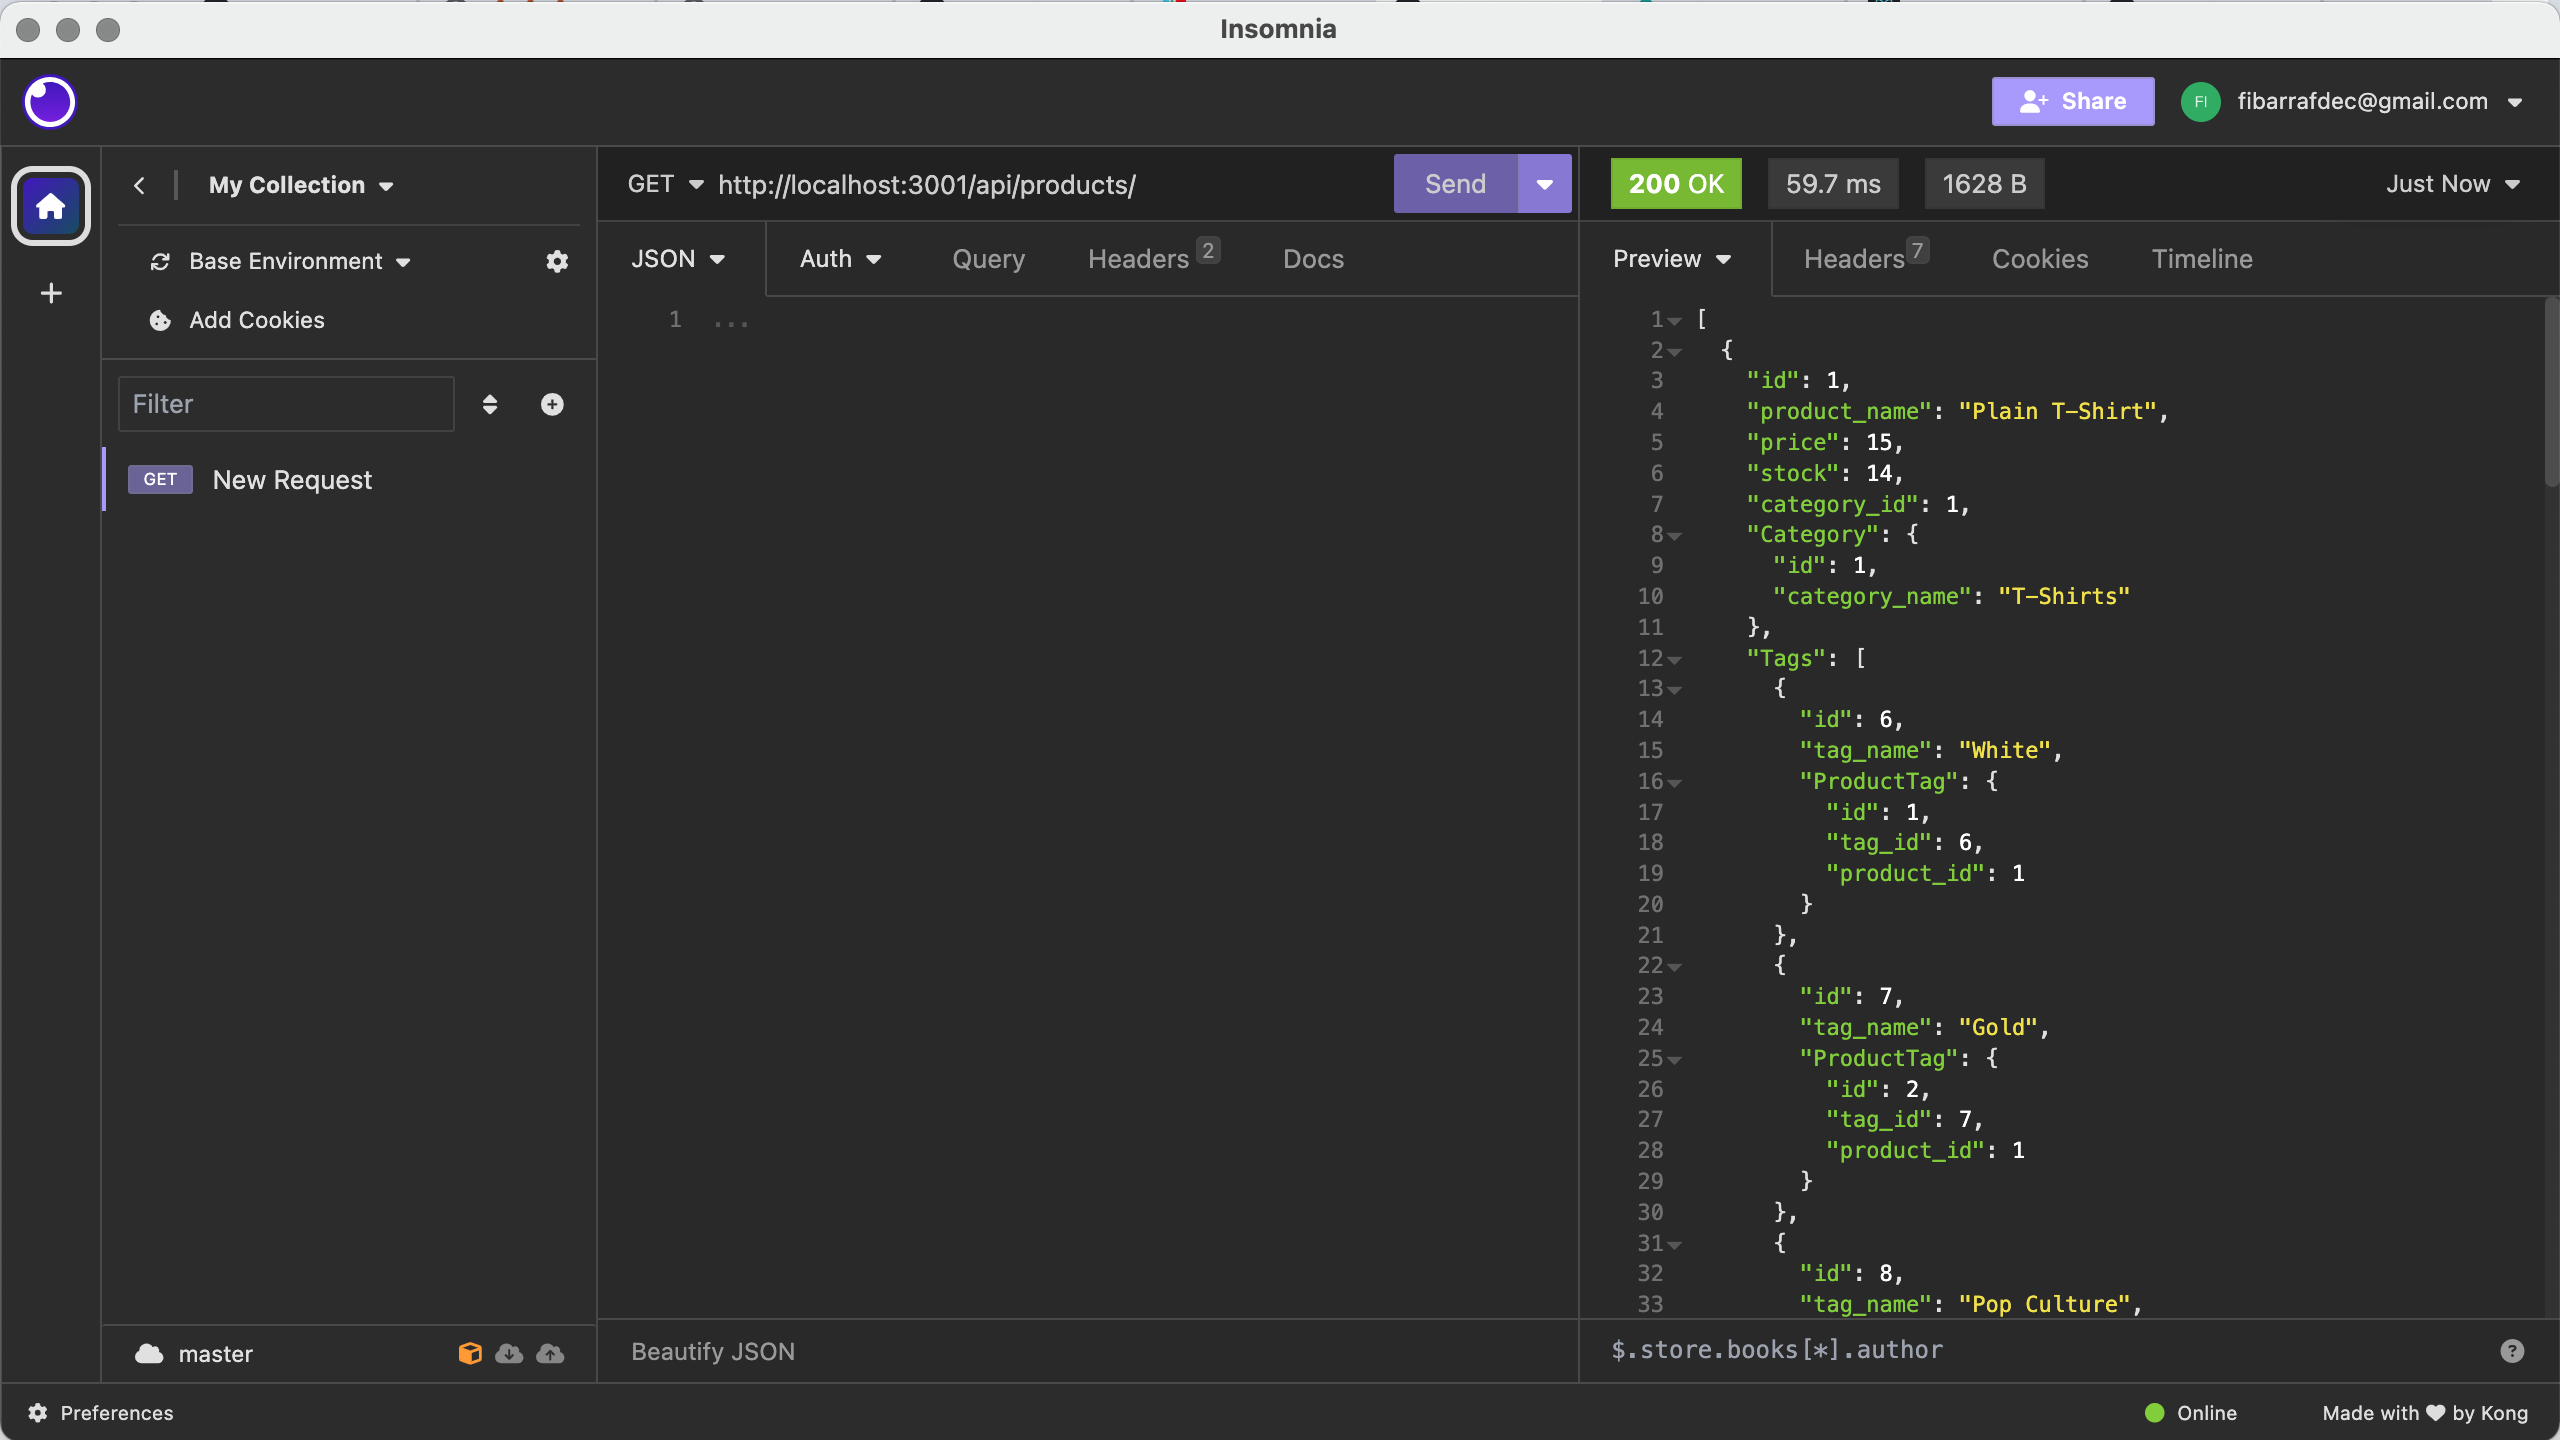 Insomnia
Share
FI
fibarrafdec@gmail.com
My Collection
GET http://localhost:3001/api/products/
Send
200 OK
59.7 ms
1628 B
Just Now
Base Environment
Add Cookies
Filter
GET New Request
JSON
Auth
Query
Headers 2
Docs
1 ...
Preview
Headers 7
Cookies
Timeline
1 [
2 {
3 "id": 1,
4 "product_name": "Plain T-Shirt",
5 "price": 15,
6 "stock": 14,
7 "category_id": 1,
8 "Category": {
9 "id": 1,
10 "category_name": "T-Shirts"
11 },
12 "Tags": [
13 {
14 "id": 6,
15 "tag_name": "White",
16 "ProductTag": {
17 "id": 1,
18 "tag_id": 6,
19 "product_id": 1
20 }
21 },
22 {
23 "id": 7,
24 "tag_name": "Gold",
25 "ProductTag": {
26 "id": 2,
27 "tag_id": 7,
28 "product_id": 1
29 }
30 },
31 {
32 "id": 8,
33 "tag_name": "Pop Culture",
master
Beautify JSON
$.store.books[*].author
Preferences
Online
Made with ♥ by Kong